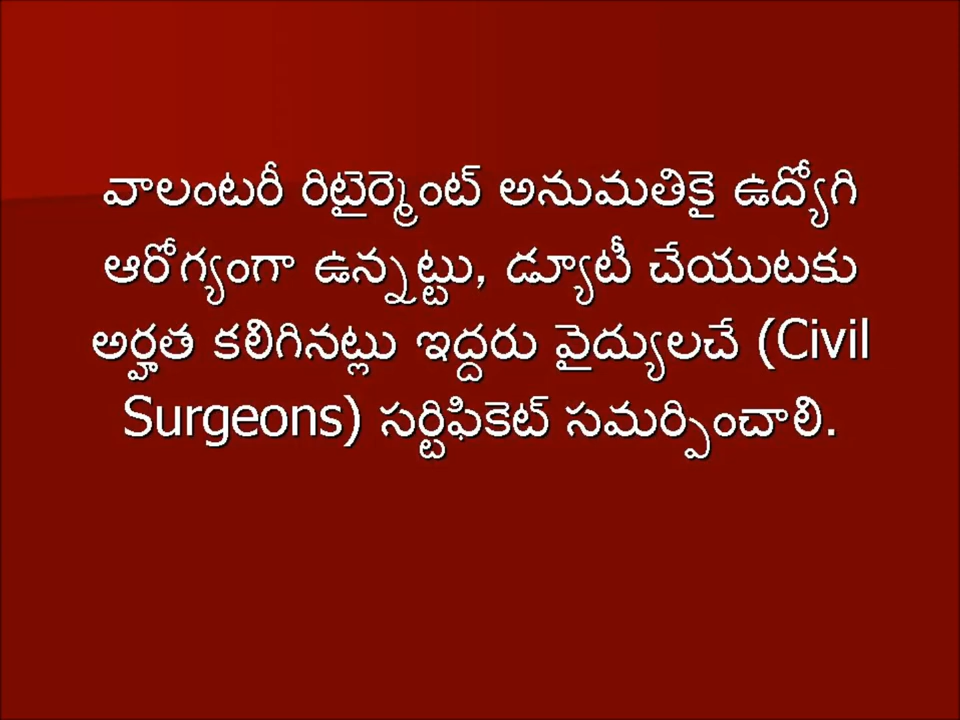 వాలంటరీ రిటైర్మెంట్ అనుమతికై ఉద్యోగి
ఆరోగ్యంగా ఉన్నట్టు, డ్యూటీ చేయుటకు
అర్హత కలిగినట్లు ఇద్దరు వైద్యులచే (Civil
Surgeons) సర్టిఫికెట్ సమర్పించాలి.